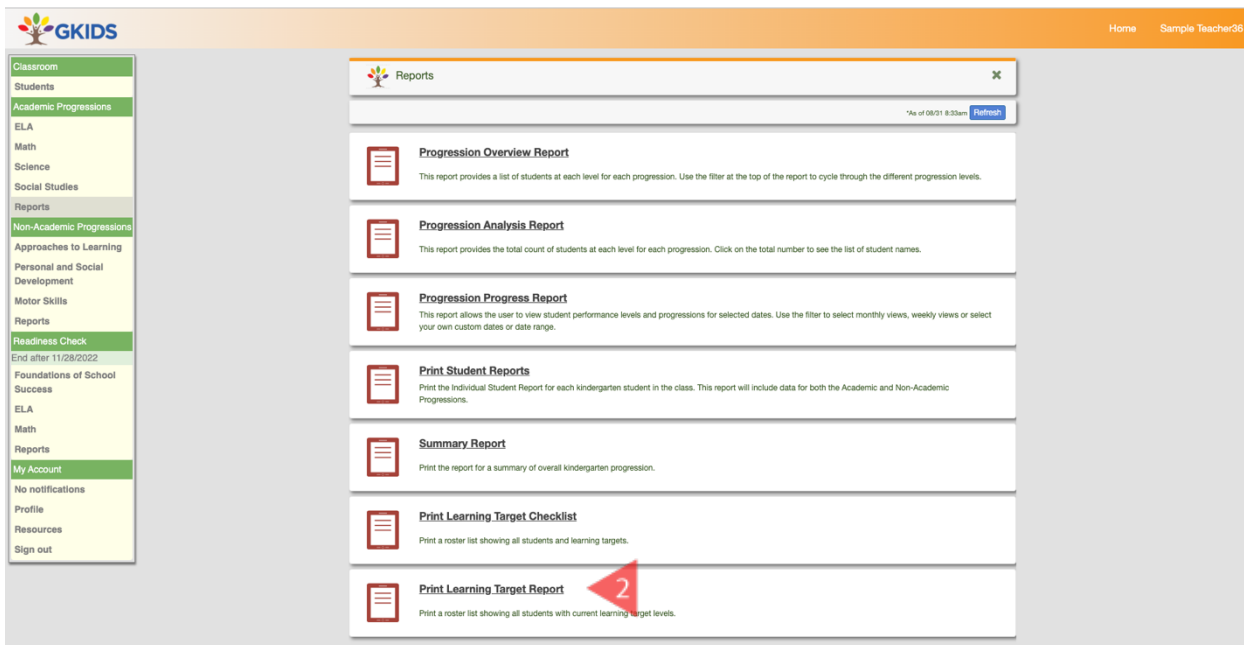 GKIDS
Home
Sample Teacher36
Classroom
Students
Academic Progressions
ELA
Math
Science
Social Studies
Reports
Non-Academic Progressions
Approaches to Learning
Personal and Social
Development
Motor Skills
Reports
Readiness Check
End after 11/28/2022
Foundations of School
Success
ELA
Math
Reports
My Account
No notifications
Profile
Resources
Sign out
Reports
*As of 08/31 8:33am Refresh
Progression Overview Report
This report provides a list of students at each level for each progression. Use the filter at the top of the report to cycle through the different progression levels.
Progression Analysis Report
This report provides the total count of students at each level for each progression. Click on the total number to see the list of student names.
Progression Progress Report
This report allows the user to view student performance levels and progressions for selected dates. Use the filter to select monthly views, weekly views or select
your own custom dates or date range.
Print Student Reports
Print the Individual Student Report for each kindergarten student in the class. This report will include data for both the Academic and Non-Academic
Progressions.
Summary Report
Print the report for a summary of overall kindergarten progression.
Print Learning Target Checklist
Print a roster list showing all students and learning targets.
Print Learning Target Report
2
Print a roster list showing all students with current learning target levels.